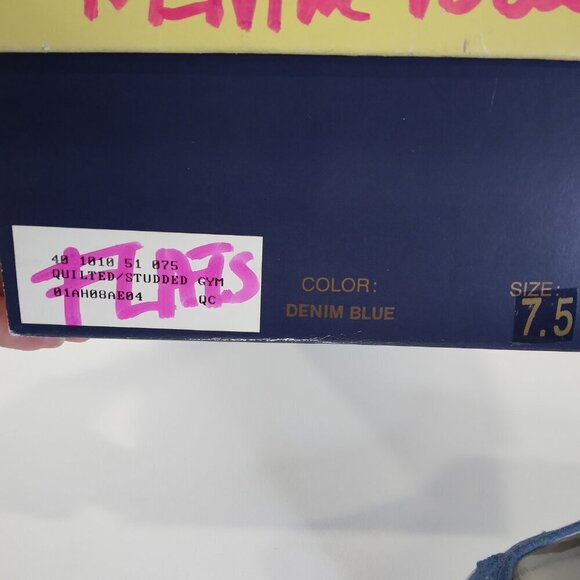 40 1010 51 075
QUILTED/STUDDED GYM
01AH08AE04 QC
FLATS
COLOR:
DENIM BLUE
SIZE:
7.5